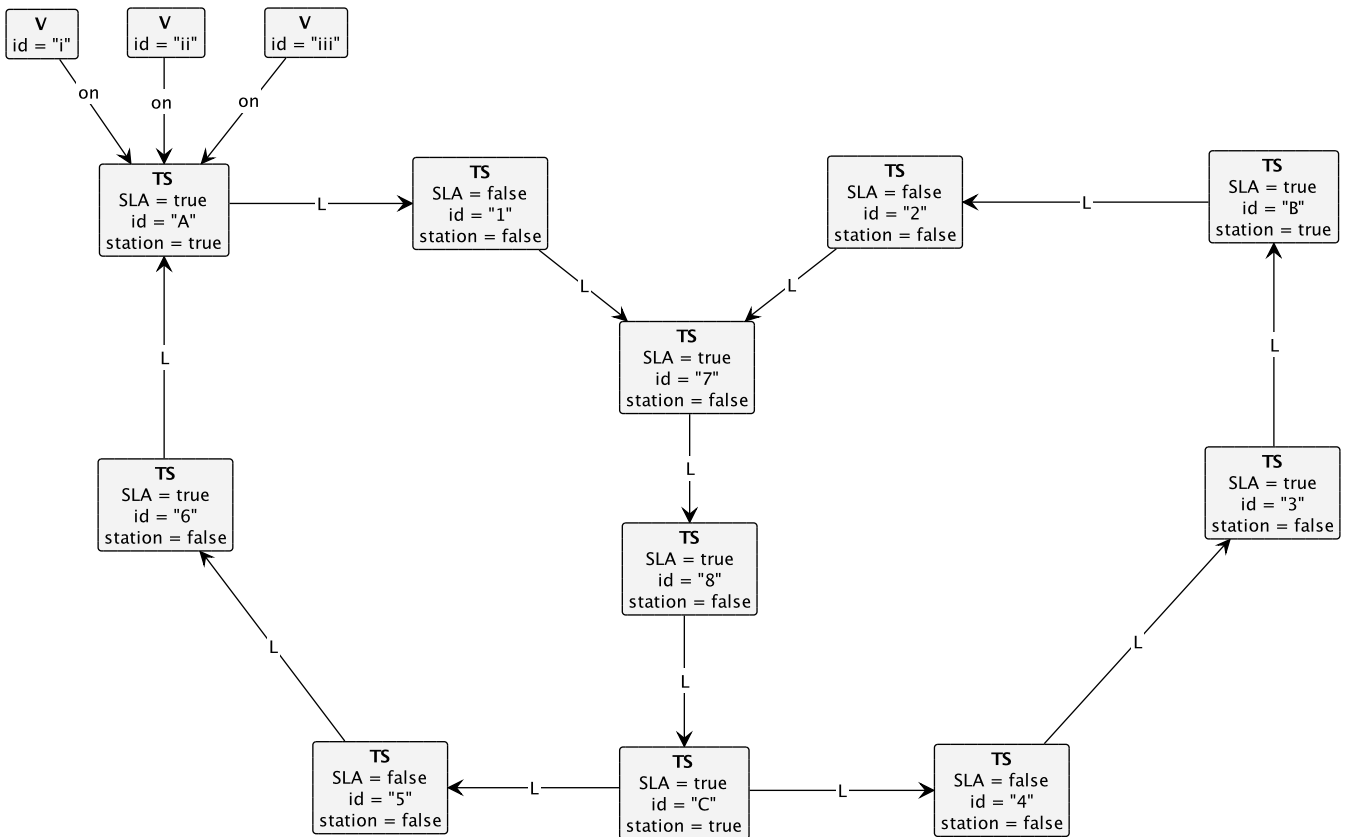 V
id = "i"
V
id = "ii"
V
id = "iii"
on
on
on
TS
SLA = true
id = "A"
station = true
L
TS
SLA = false
id = "1"
station = false
TS
SLA = false
id = "2"
station = false
L
TS
SLA = true
id = "B"
station = true
L
L
TS
SLA = true
id = "7"
station = false
L
L
L
TS
SLA = true
id = "6"
station = false
TS
SLA = true
id = "3"
station = false
TS
SLA = true
id = "8"
station = false
L
L
L
L
TS
SLA = false
id = "5"
station = false
L
TS
SLA = true
id = "C"
station = true
L
TS
SLA = false
id = "4"
station = false